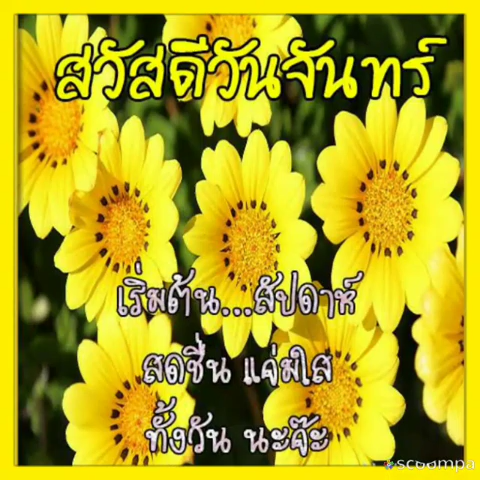 สวัสดีวันจันทร์
เริ่มต้น...สัปดาห์
สดชื่น แจ่มใส
ทั้งวัน นะจ๊ะ
scoompa